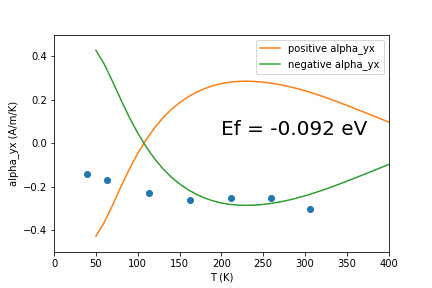 positive alpha_yx
negative alpha_yx
Ef = -0.092 eV
alpha_yx (A/m/K)
0.4
0.2
0.0
−0.2
−0.4
0 50 100 150 200 250 300 350 400
T (K)